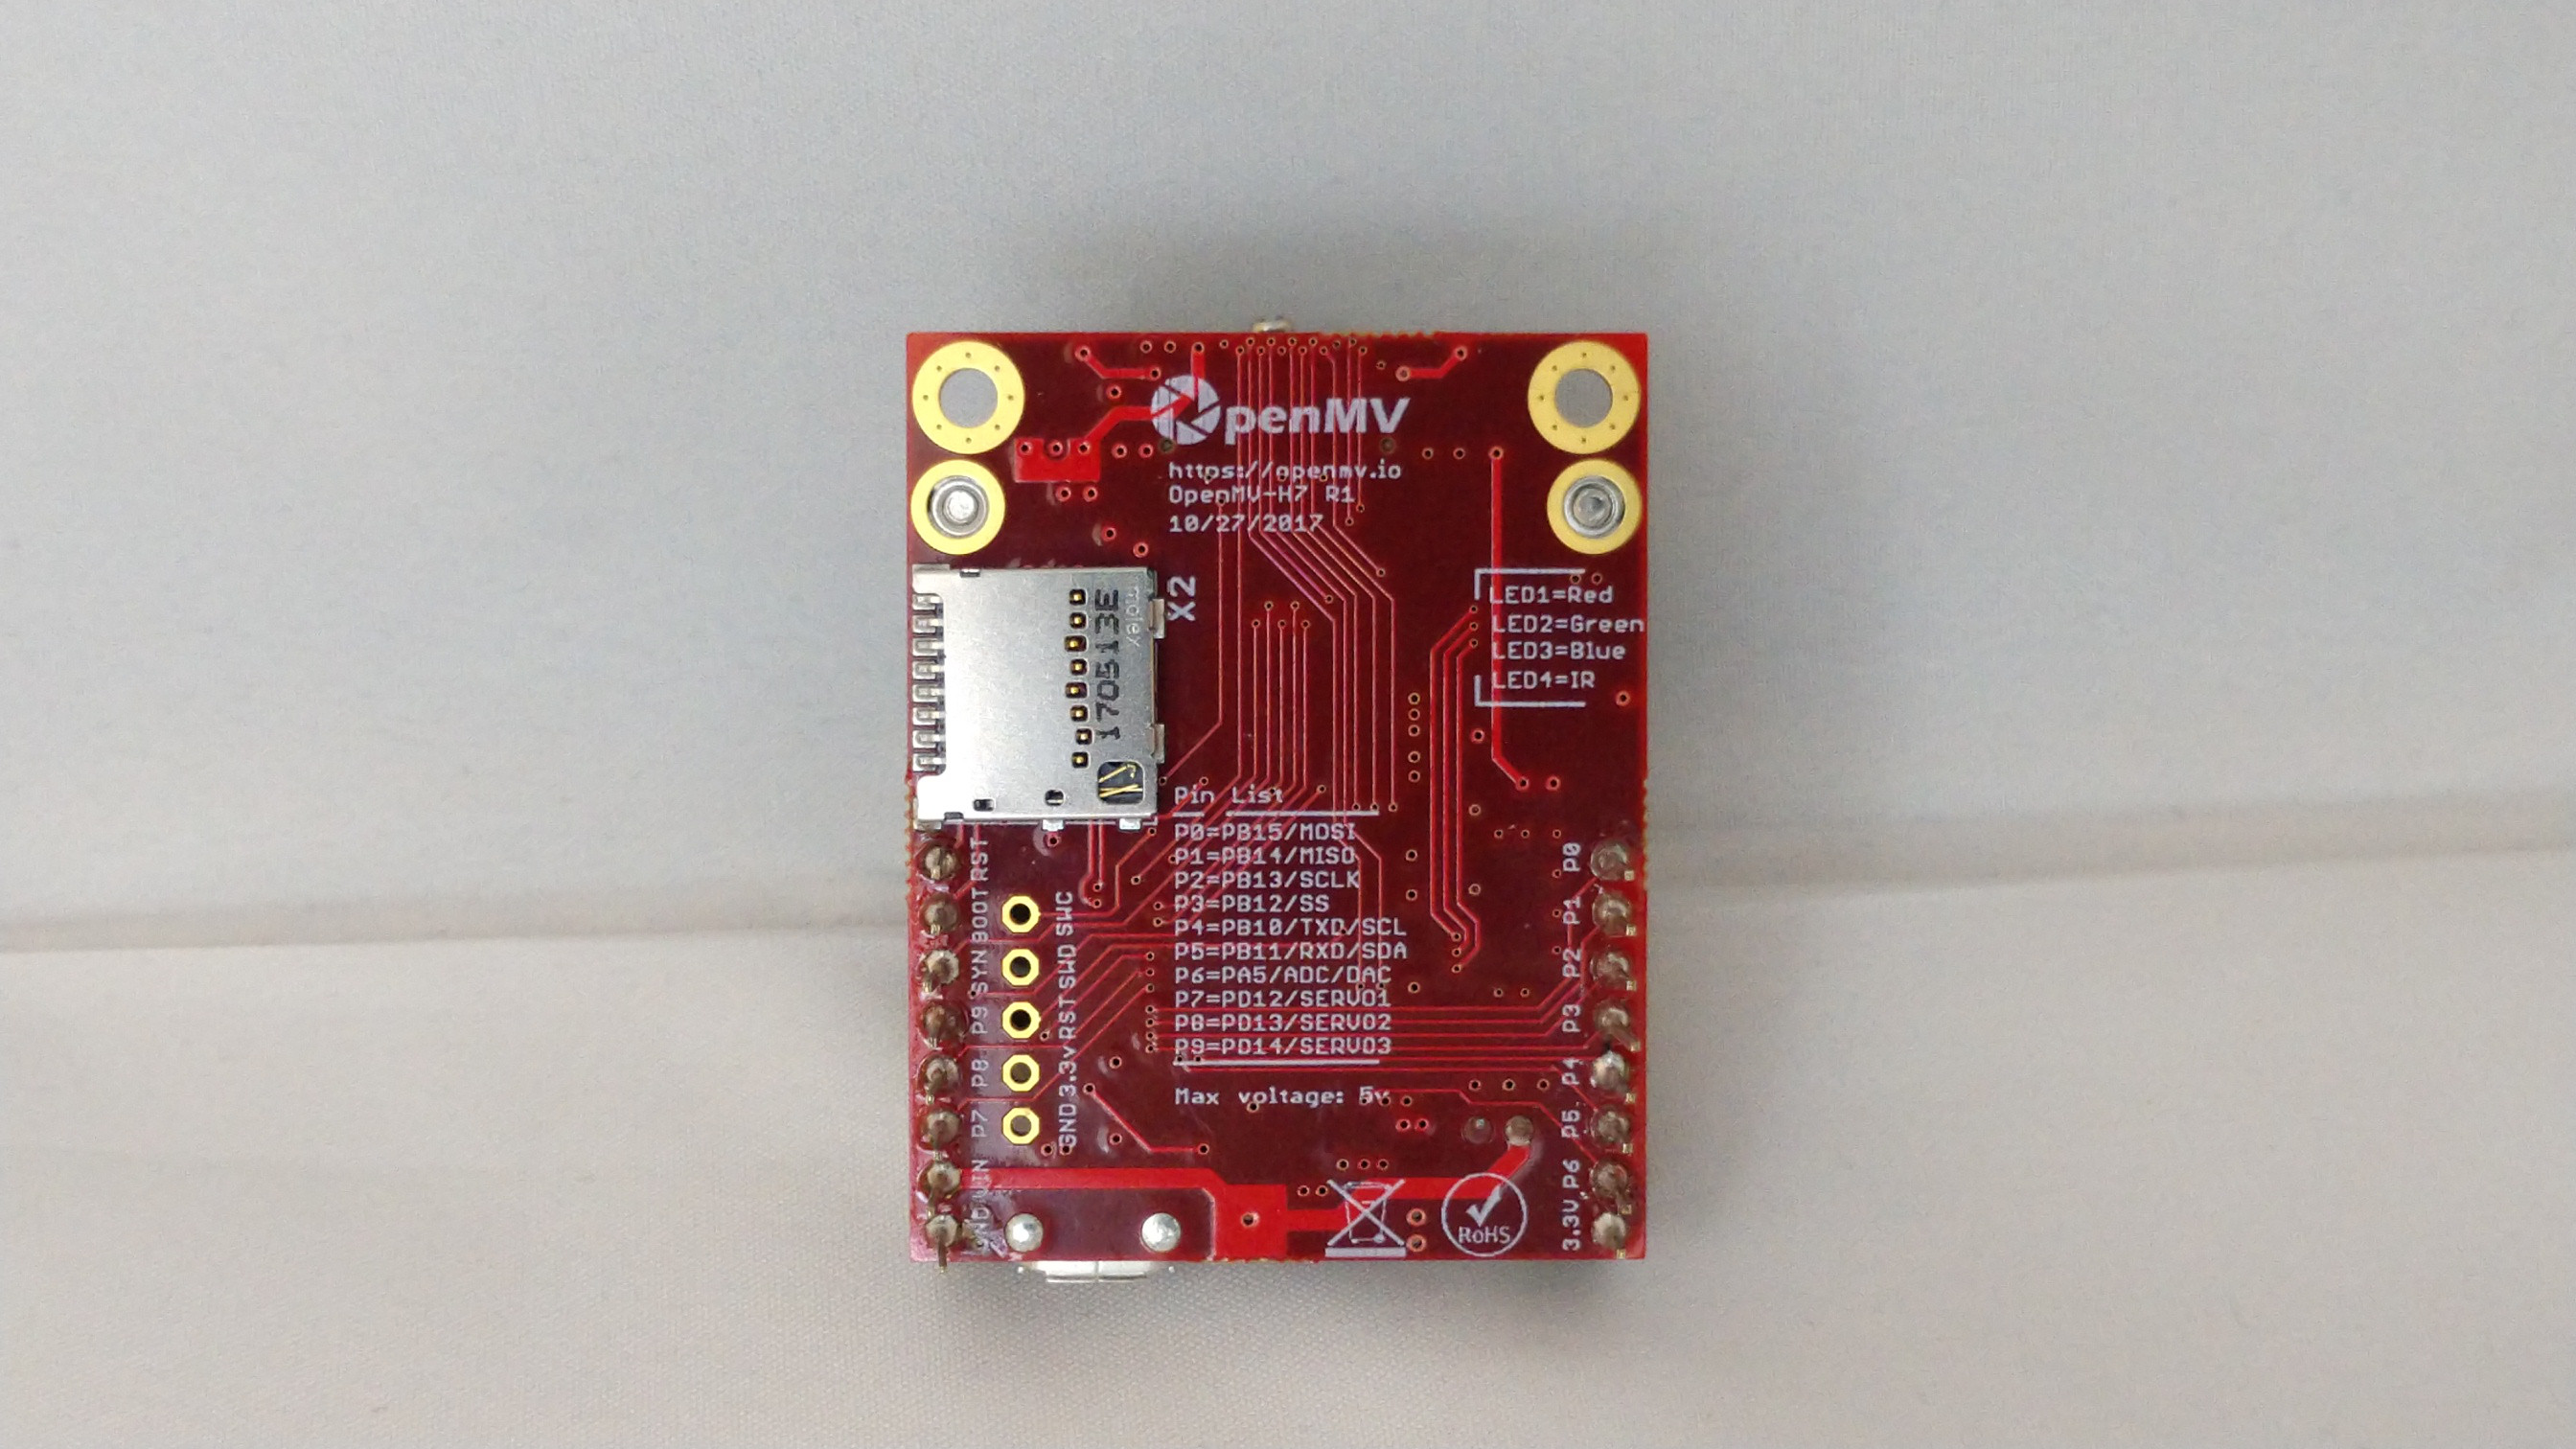 OpenMV
https://openmv.io
OpenMV-H7 R1
10/27/2017
X2
molex
170513E
LED1=Red
LED2=Green
LED3=Blue
LED4=IR
Pin List
P0=PB15/MOSI
P1=PB14/MISO
P2=PB13/SCLK
P3=PB12/SS
P4=PB10/TXD/SCL
P5=PB11/RXD/SDA
P6=PA5/ADC/DAC
P7=PD12/SERVO1
P8=PD13/SERVO2
P9=PD14/SERVO3
Max voltage: 5v
GND VIN P7 P8 P9 SYN BOOT RST
GND 3.3v RST SWD SWC
P0
P1
P2
P3
P4
P5
P6
3.3V
RoHS